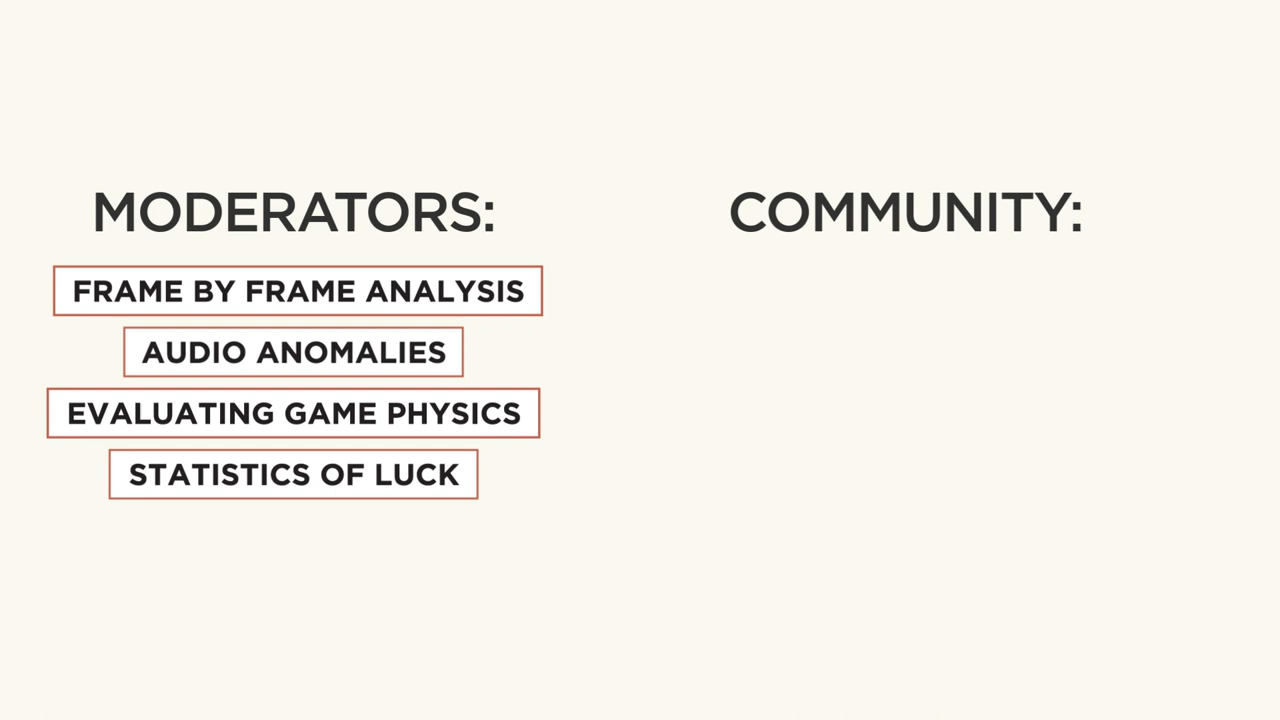 MODERATORS:
FRAME BY FRAME ANALYSIS
AUDIO ANOMALIES
EVALUATING GAME PHYSICS
STATISTICS OF LUCK
COMMUNITY: